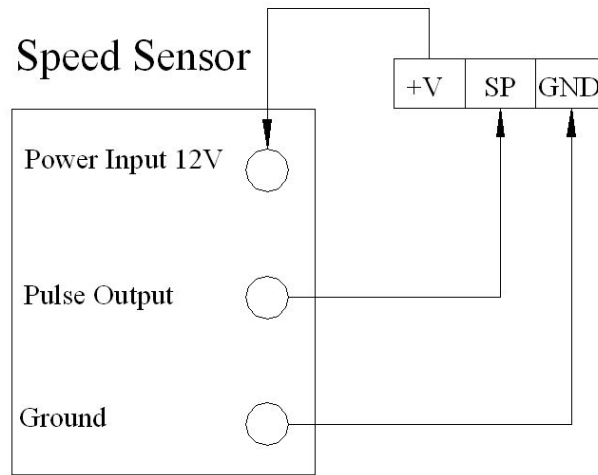 Speed Sensor
+V SP GND
Power Input 12V
Pulse Output
Ground